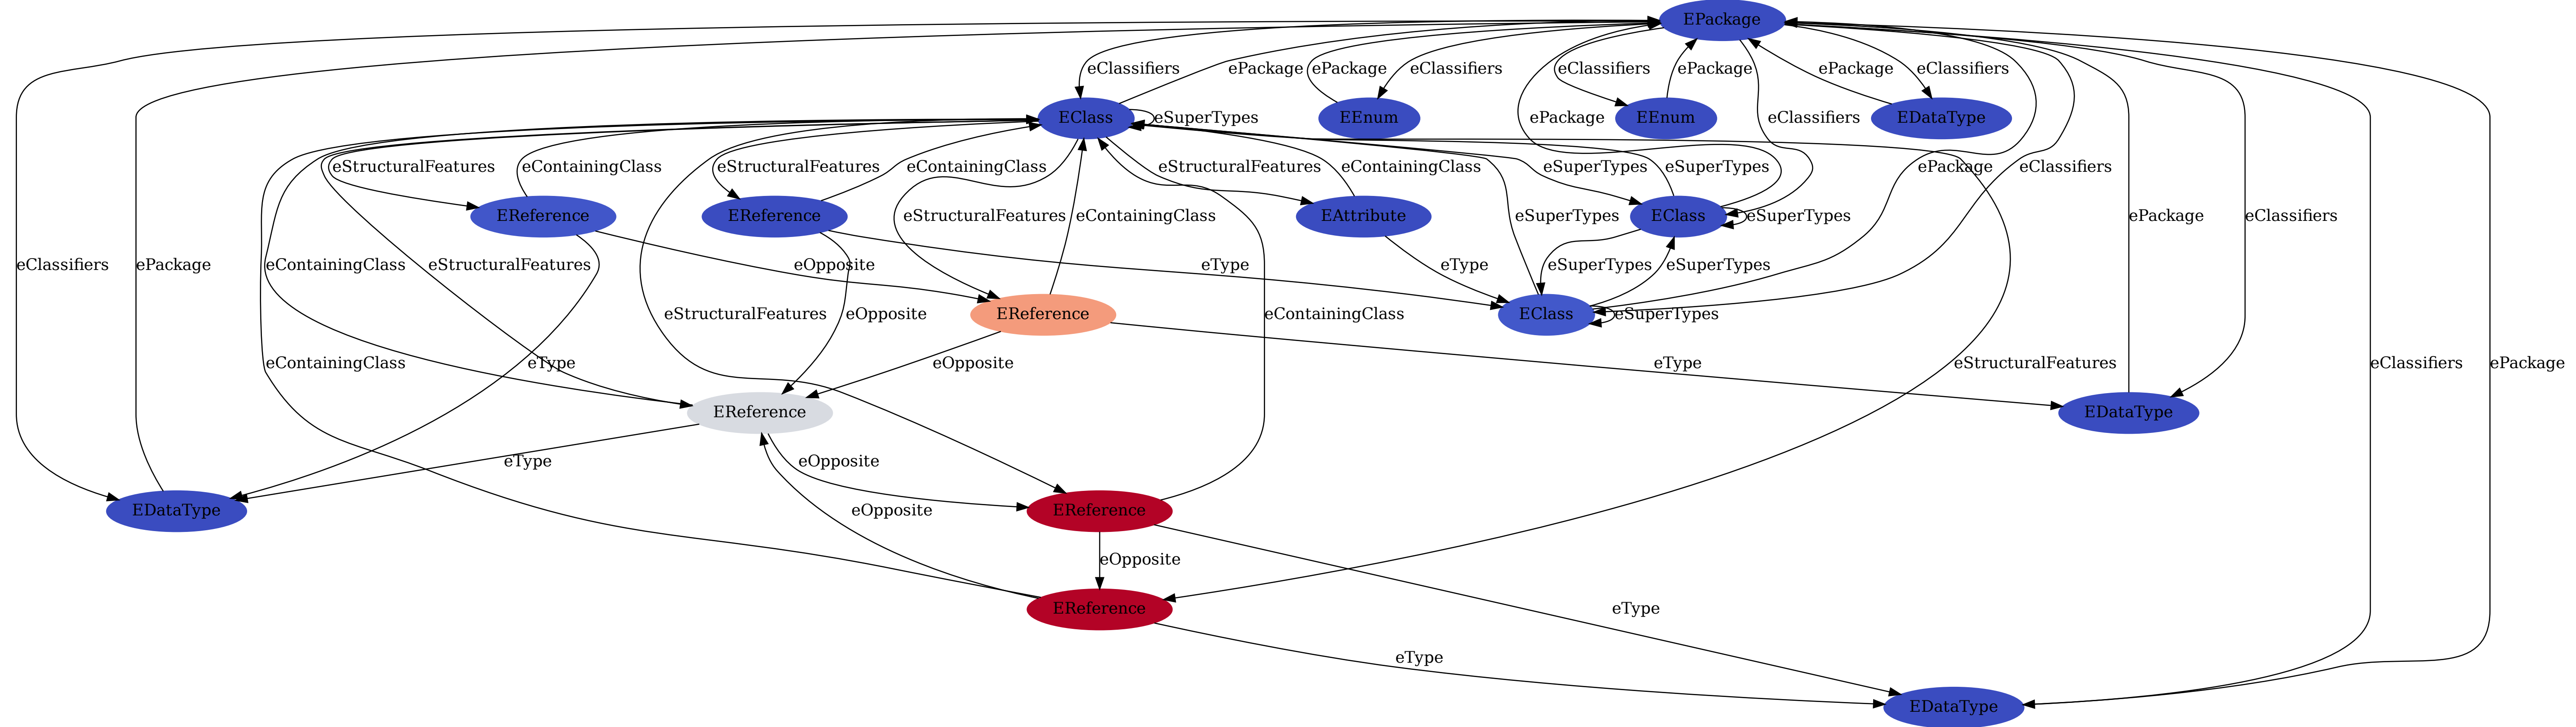 EPackage
eClassifiers ePackage ePackage eClassifiers eClassifiers ePackage ePackage eClassifiers
EClass eSuperTypes EEnum ePackage EEnum eClassifiers EDataType
eStructuralFeatures eContainingClass eStructuralFeatures eContainingClass eStructuralFeatures eContainingClass eSuperTypes eSuperTypes ePackage eClassifiers
EReference EReference eStructuralFeatures eContainingClass EAttribute eSuperTypes EClass eSuperTypes ePackage eClassifiers
eClassifiers ePackage eContainingClass eStructuralFeatures eOpposite eType eType eSuperTypes eSuperTypes
eStructuralFeatures eOpposite EReference eContainingClass EClass eSuperTypes
eContainingClass eType eOpposite eType eStructuralFeatures eClassifiers ePackage
EReference EDataType
eType eOpposite
EDataType eOpposite EReference
eOpposite
EReference eType
eType
EDataType